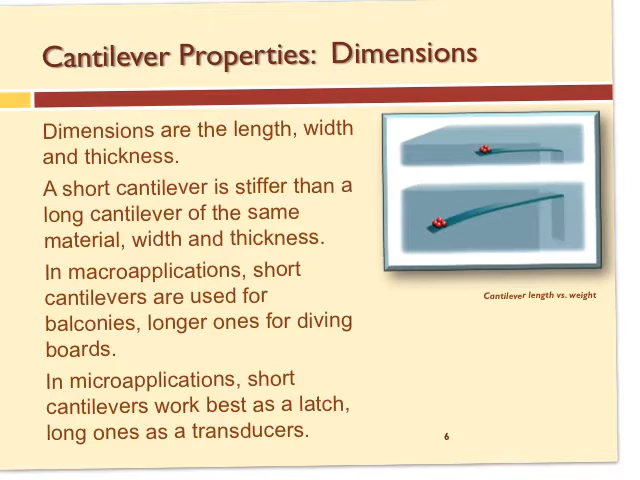 Cantilever Properties: Dimensions
Dimensions are the length, width
and thickness.
A short cantilever is stiffer than a
long cantilever of the same
material, width and thickness.
In macroapplications, short
cantilevers are used for
balconies, longer ones for diving
boards.
In microapplications, short
cantilevers work best as a latch,
long ones as a transducers.
Cantilever length vs. weight
6